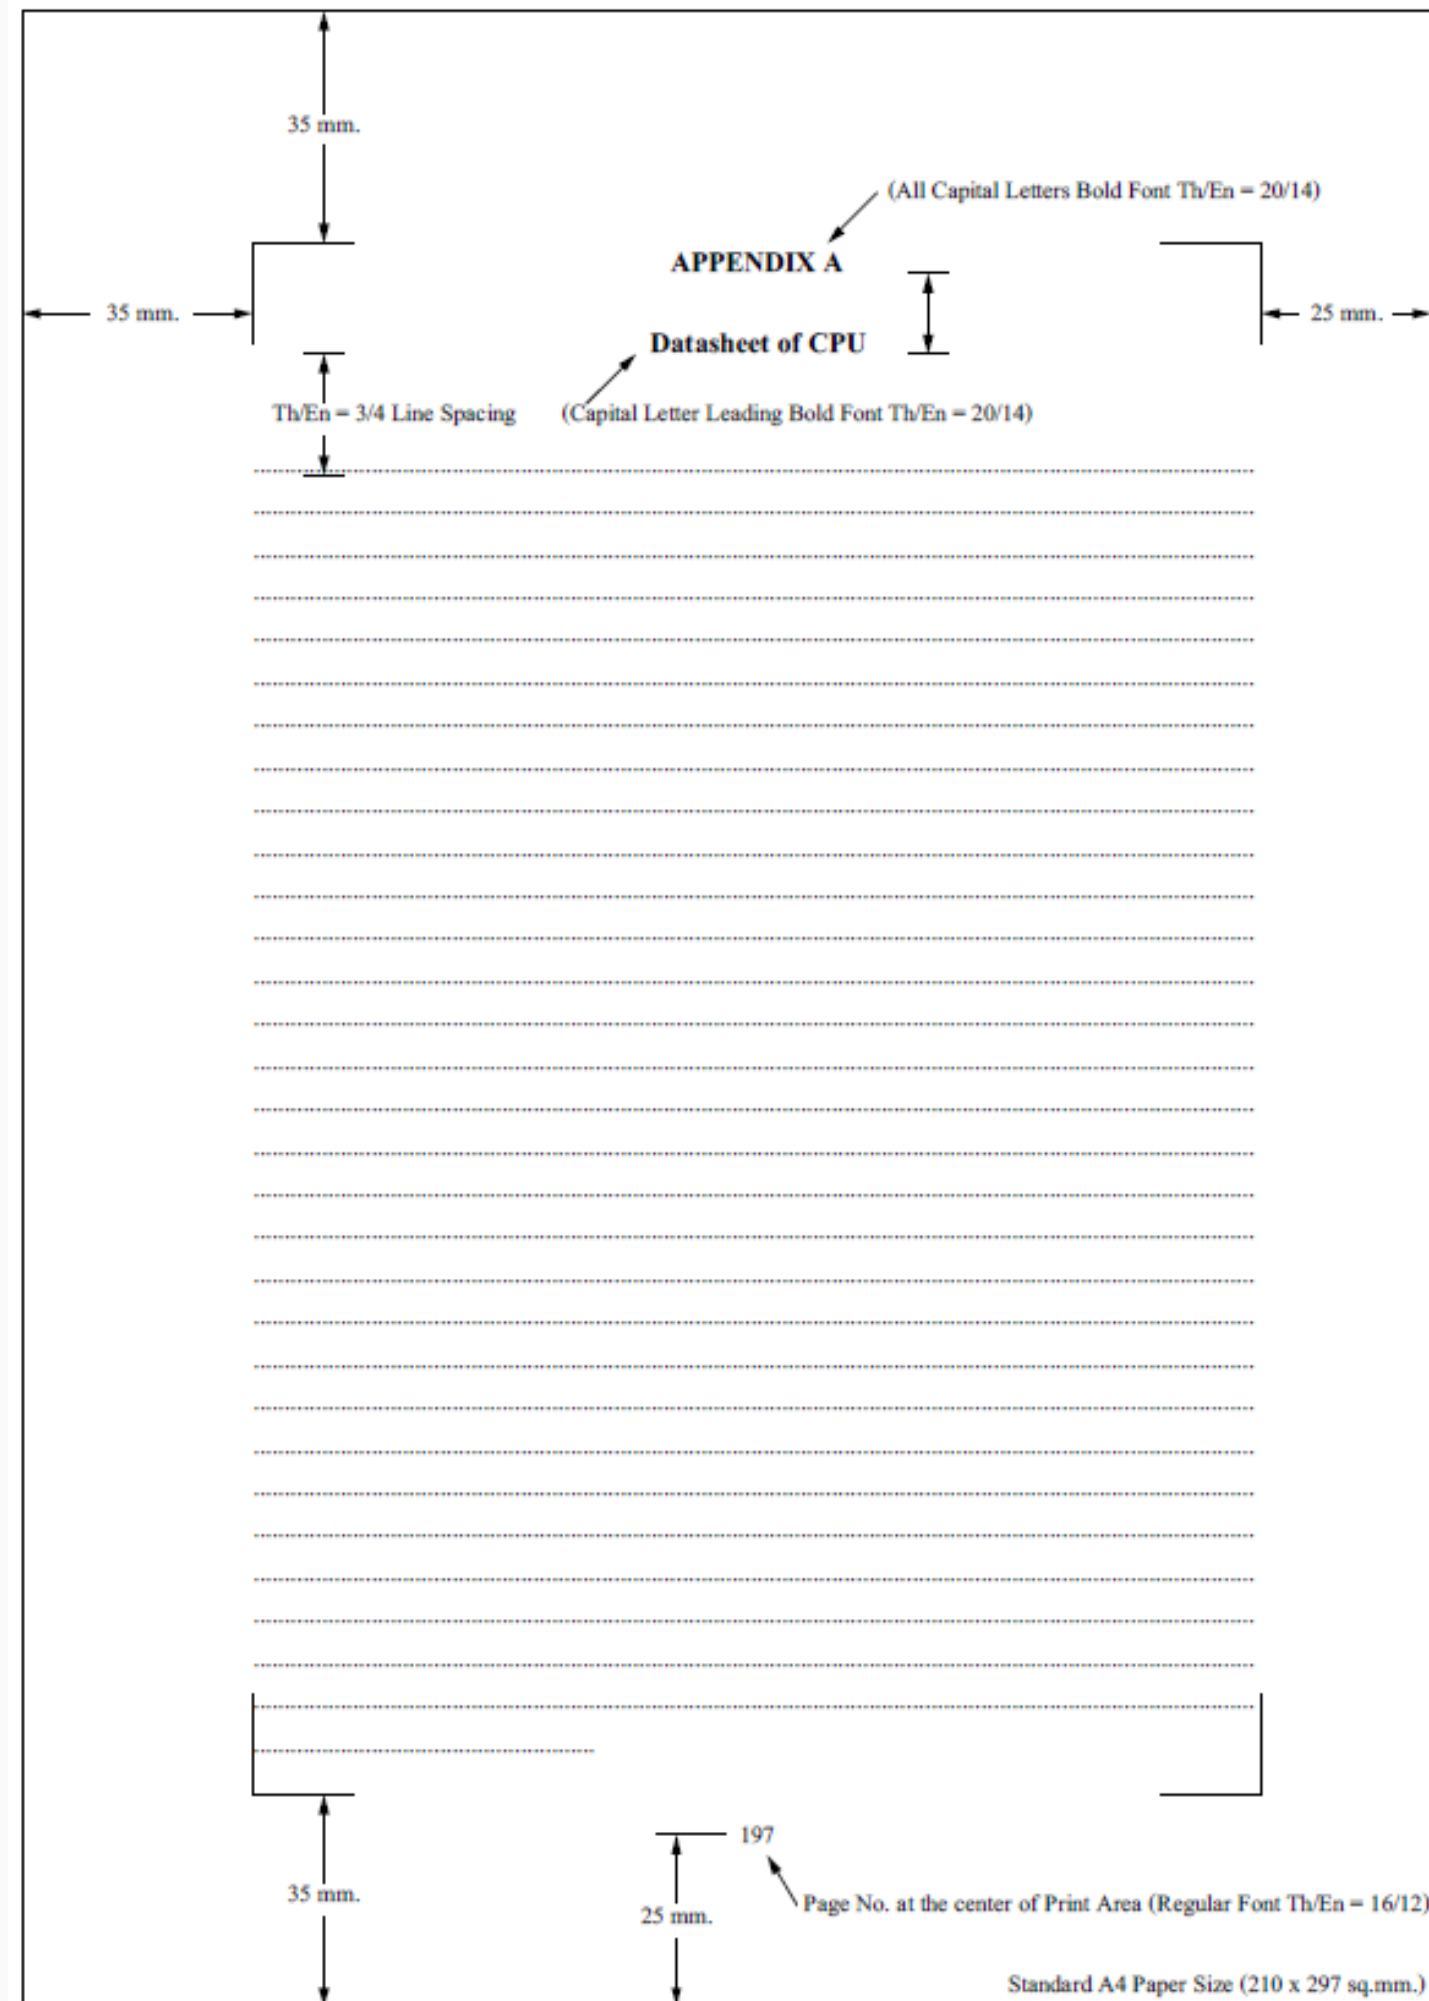 35 mm.
(All Capital Letters Bold Font Th/En = 20/14)
APPENDIX A
35 mm.
25 mm.
Datasheet of CPU
Th/En = 3/4 Line Spacing
(Capital Letter Leading Bold Font Th/En = 20/14)
197
35 mm.
Page No. at the center of Print Area (Regular Font Th/En = 16/12)
25 mm.
Standard A4 Paper Size (210 x 297 sq.mm.)